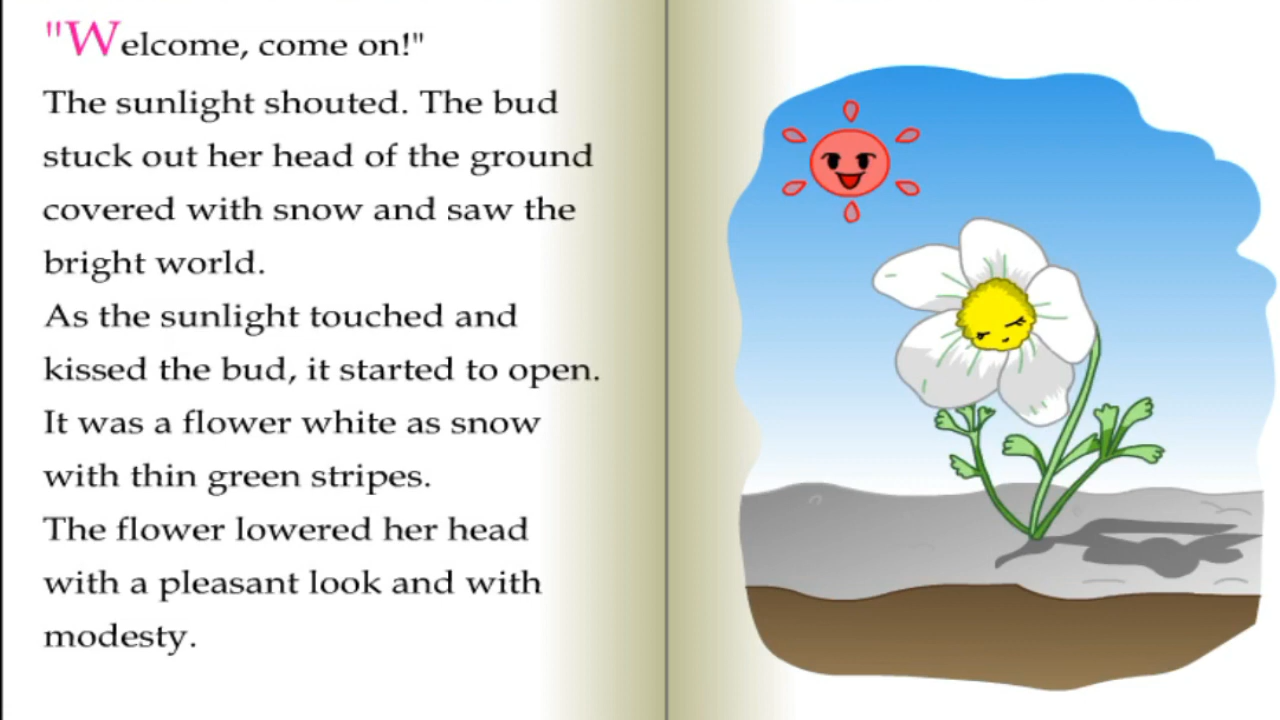 "Welcome, come on!"
The sunlight shouted. The bud
stuck out her head of the ground
covered with snow and saw the
bright world.
As the sunlight touched and
kissed the bud, it started to open.
It was a flower white as snow
with thin green stripes.
The flower lowered her head
with a pleasant look and with
modesty.